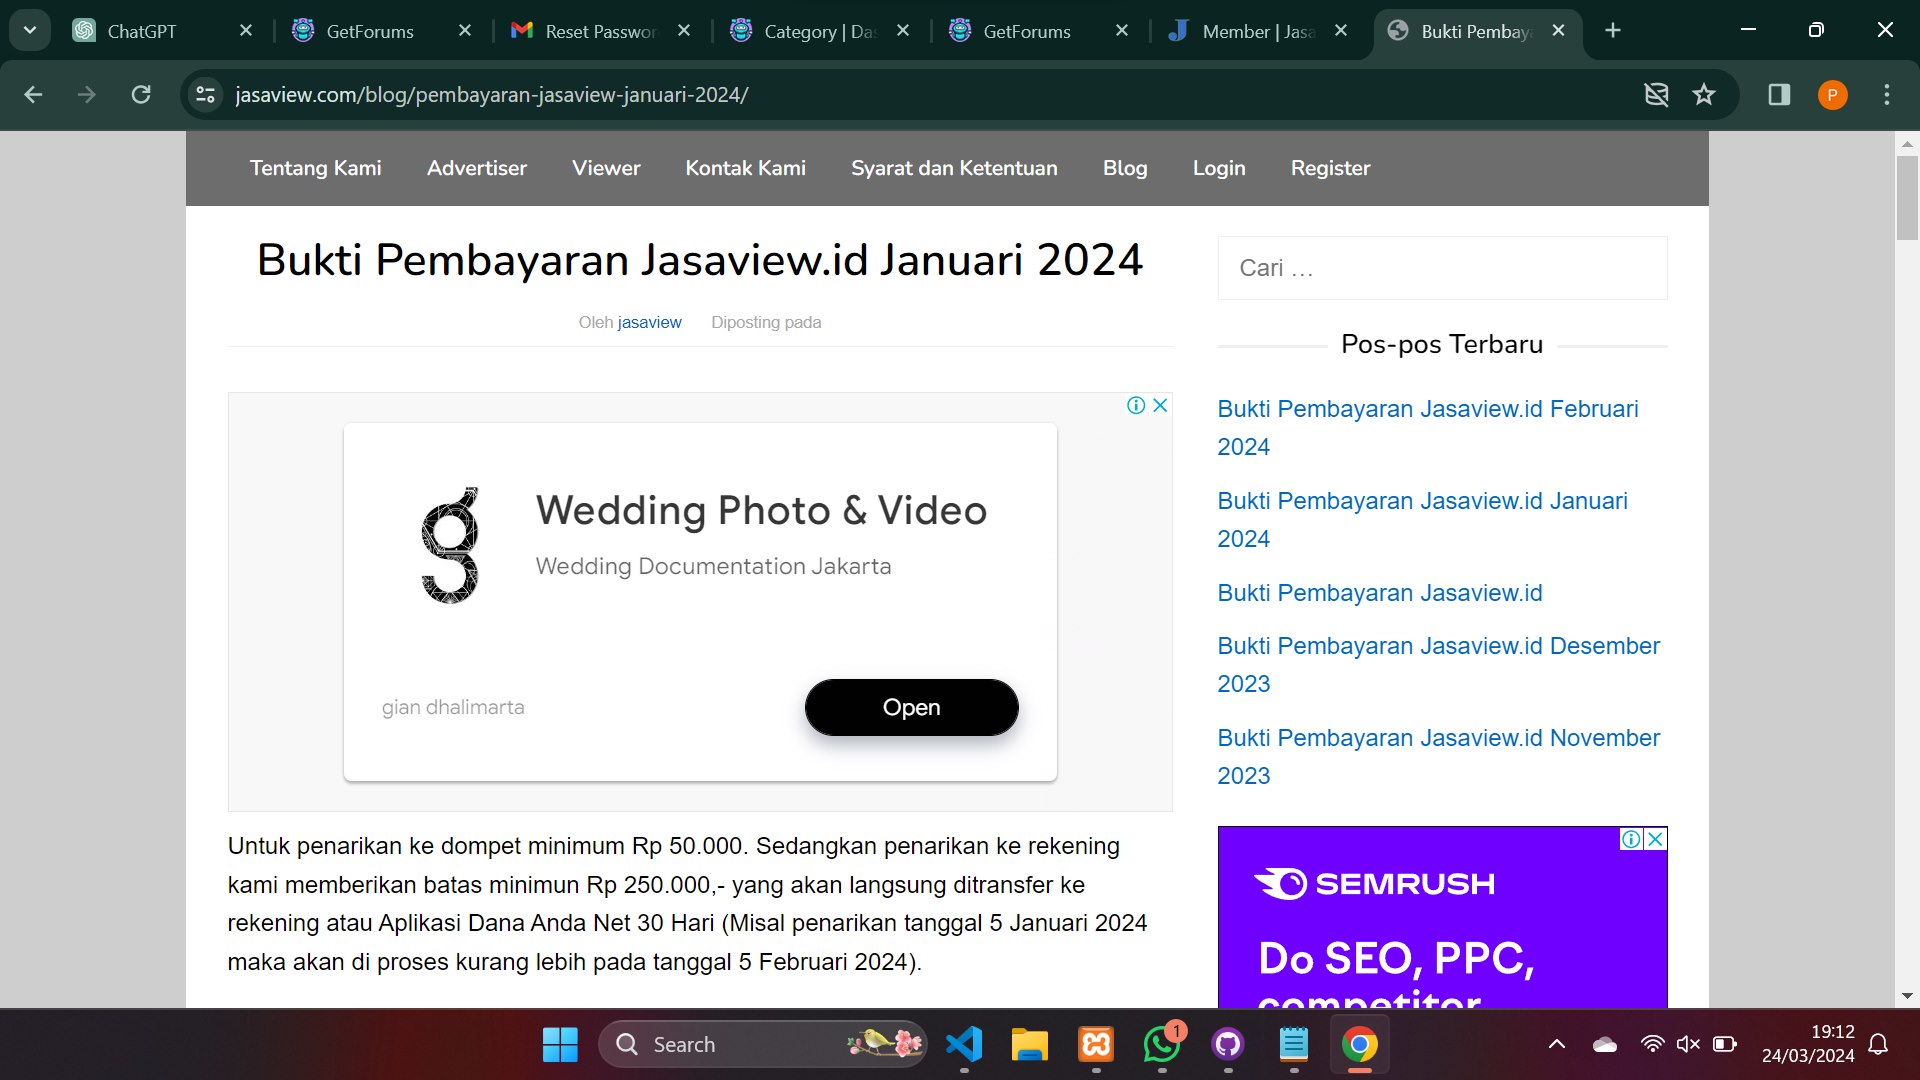 ChatGPT
GetForums
Reset Passwor
Category | Das
GetForums
Member | Jasa
Bukti Pembaya
jasaview.com/blog/pembayaran-jasaview-januari-2024/
P
Tentang Kami
Advertiser
Viewer
Kontak Kami
Syarat dan Ketentuan
Blog
Login
Register
Bukti Pembayaran Jasaview.id Januari 2024
Oleh jasaview
Diposting pada
Wedding Photo & Video
Wedding Documentation Jakarta
gian dhalimarta
Open
Untuk penarikan ke dompet minimum Rp 50.000. Sedangkan penarikan ke rekening
kami memberikan batas minimun Rp 250.000,- yang akan langsung ditransfer ke
rekening atau Aplikasi Dana Anda Net 30 Hari (Misal penarikan tanggal 5 Januari 2024
maka akan di proses kurang lebih pada tanggal 5 Februari 2024).
Cari …
Pos-pos Terbaru
Bukti Pembayaran Jasaview.id Februari
2024
Bukti Pembayaran Jasaview.id Januari
2024
Bukti Pembayaran Jasaview.id
Bukti Pembayaran Jasaview.id Desember
2023
Bukti Pembayaran Jasaview.id November
2023
SEMRUSH
Do SEO, PPC,
competitor
Search
1
19:12
24/03/2024